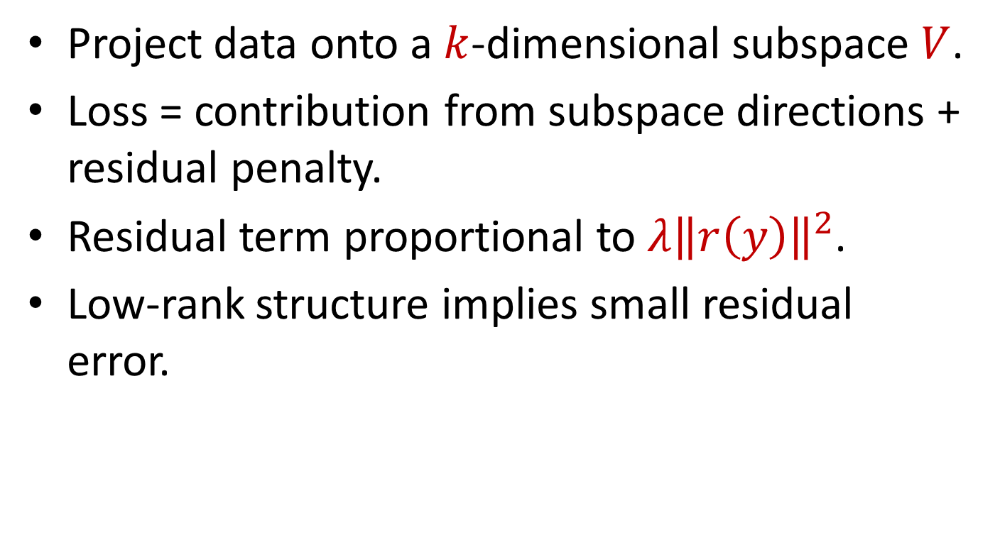 • Project data onto a k-dimensional subspace V.
• Loss = contribution from subspace directions +
residual penalty.
• Residual term proportional to λ‖r(y)‖².
• Low-rank structure implies small residual
error.